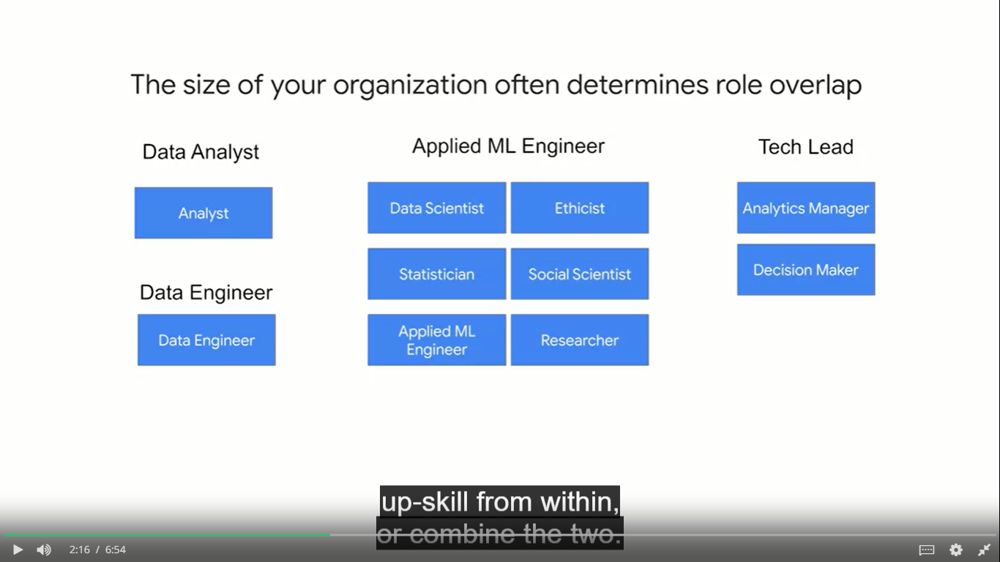 The size of your organization often determines role overlap
Data Analyst
Analyst
Data Engineer
Data Engineer
Applied ML Engineer
Data Scientist
Ethicist
Statistician
Social Scientist
Applied ML
Engineer
Researcher
Tech Lead
Analytics Manager
Decision Maker
up-skill from within,
or combine the two.
2:16 / 6:54